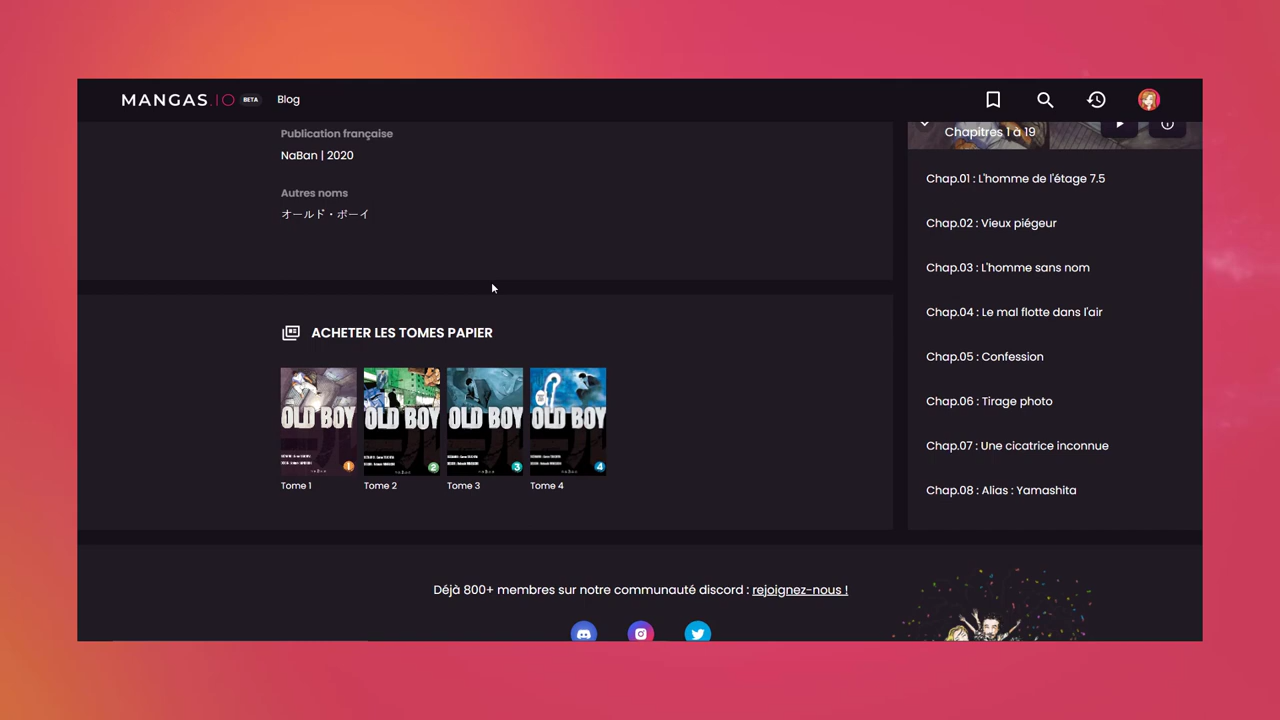 MANGAS.IO BETA Blog
Publication française
NaBan | 2020
Autres noms
オールド・ボーイ
ACHETER LES TOMES PAPIER
OLD BOY
1
OLD BOY
2
OLD BOY
3
OLD BOY
4
Tome 1
Tome 2
Tome 3
Tome 4
Chapitres 1 à 19
Chap.01 : L'homme de l'étage 7.5
Chap.02 : Vieux piégeur
Chap.03 : L'homme sans nom
Chap.04 : Le mal flotte dans l'air
Chap.05 : Confession
Chap.06 : Tirage photo
Chap.07 : Une cicatrice inconnue
Chap.08 : Alias : Yamashita
Déjà 800+ membres sur notre communauté discord : rejoignez-nous !